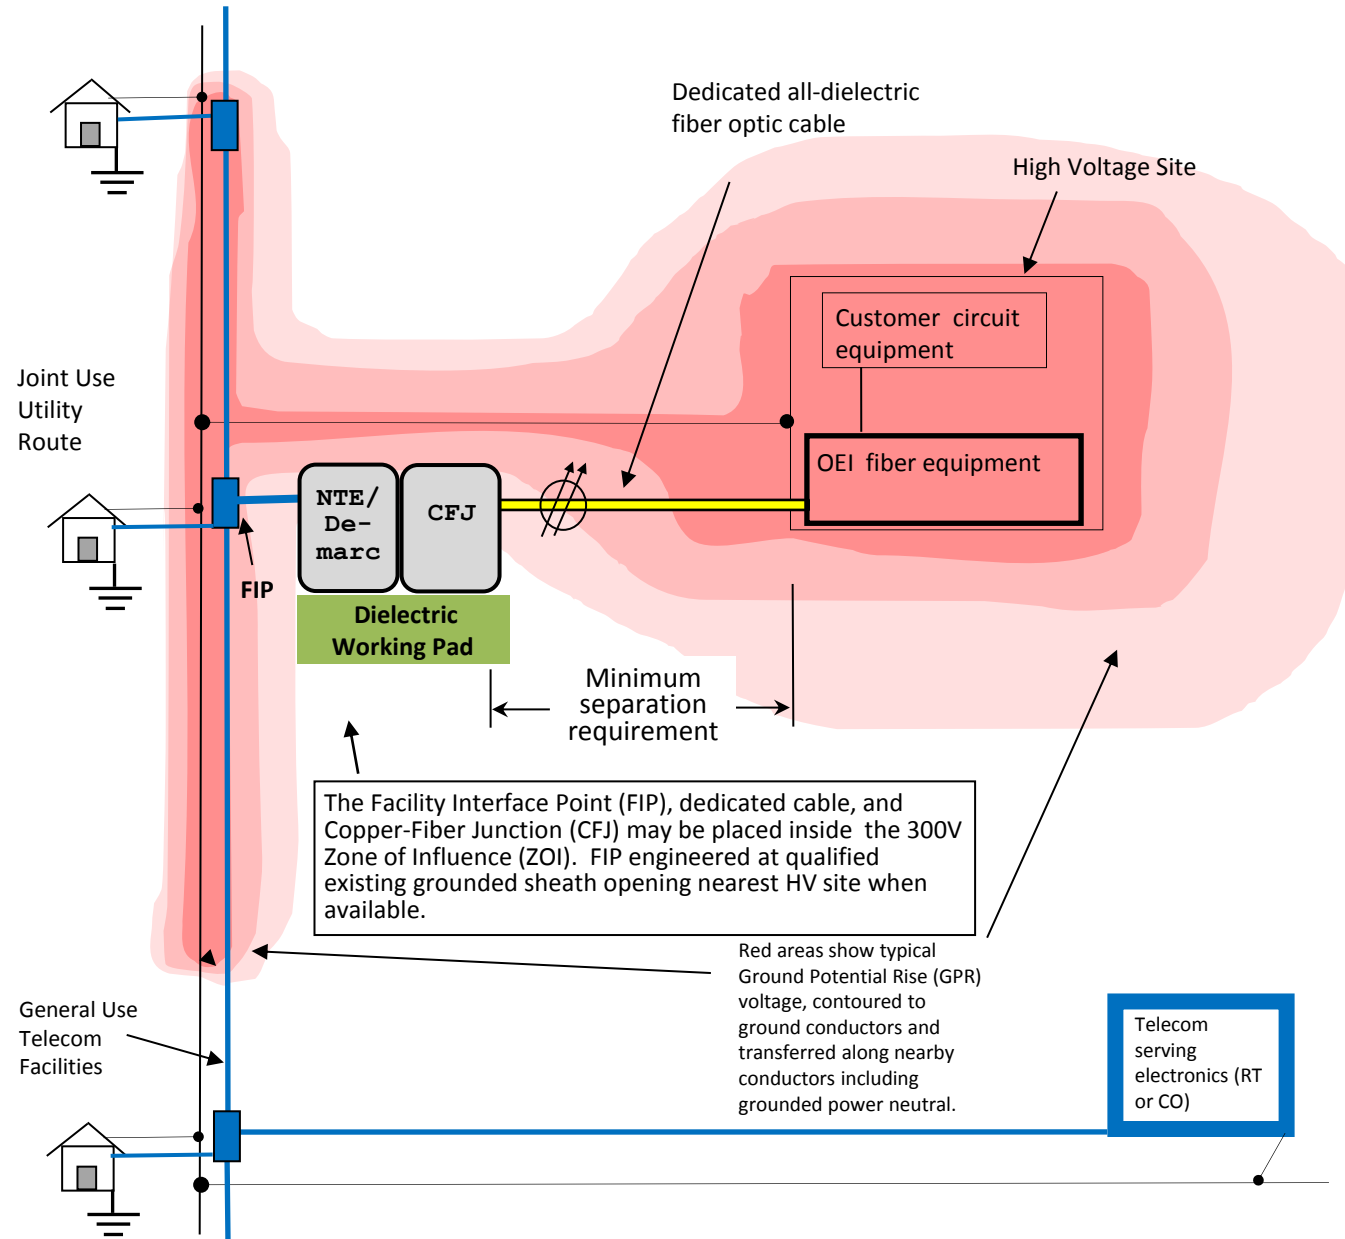 Dedicated all-dielectric
fiber optic cable
High Voltage Site
Customer circuit
equipment
Joint Use
Utility
Route
OEI fiber equipment
NTE/
De-
marc
CFJ
FIP
Dielectric
Working Pad
Minimum
separation
requirement
The Facility Interface Point (FIP), dedicated cable, and
Copper-Fiber Junction (CFJ) may be placed inside the 300V
Zone of Influence (ZOI). FIP engineered at qualified
existing grounded sheath opening nearest HV site when
available.
Red areas show typical
Ground Potential Rise (GPR)
voltage, contoured to
ground conductors and
transferred along nearby
conductors including
grounded power neutral.
General Use
Telecom
Facilities
Telecom
serving
electronics (RT
or CO)